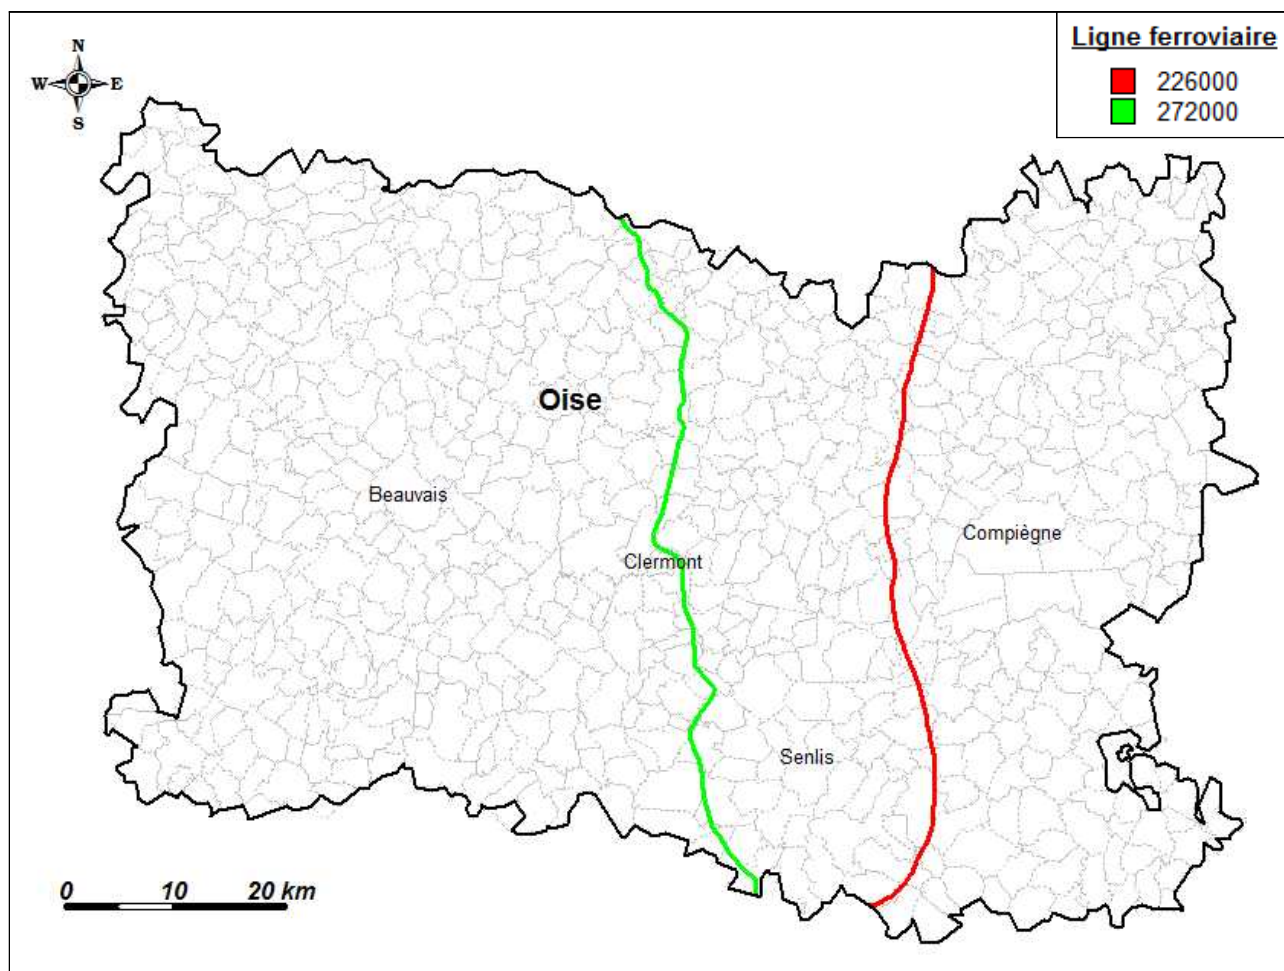 Ligne ferroviaire
226000
272000
N
W E
S
Oise
Beauvais
Compiègne
Clermont
Senlis
0 10 20 km